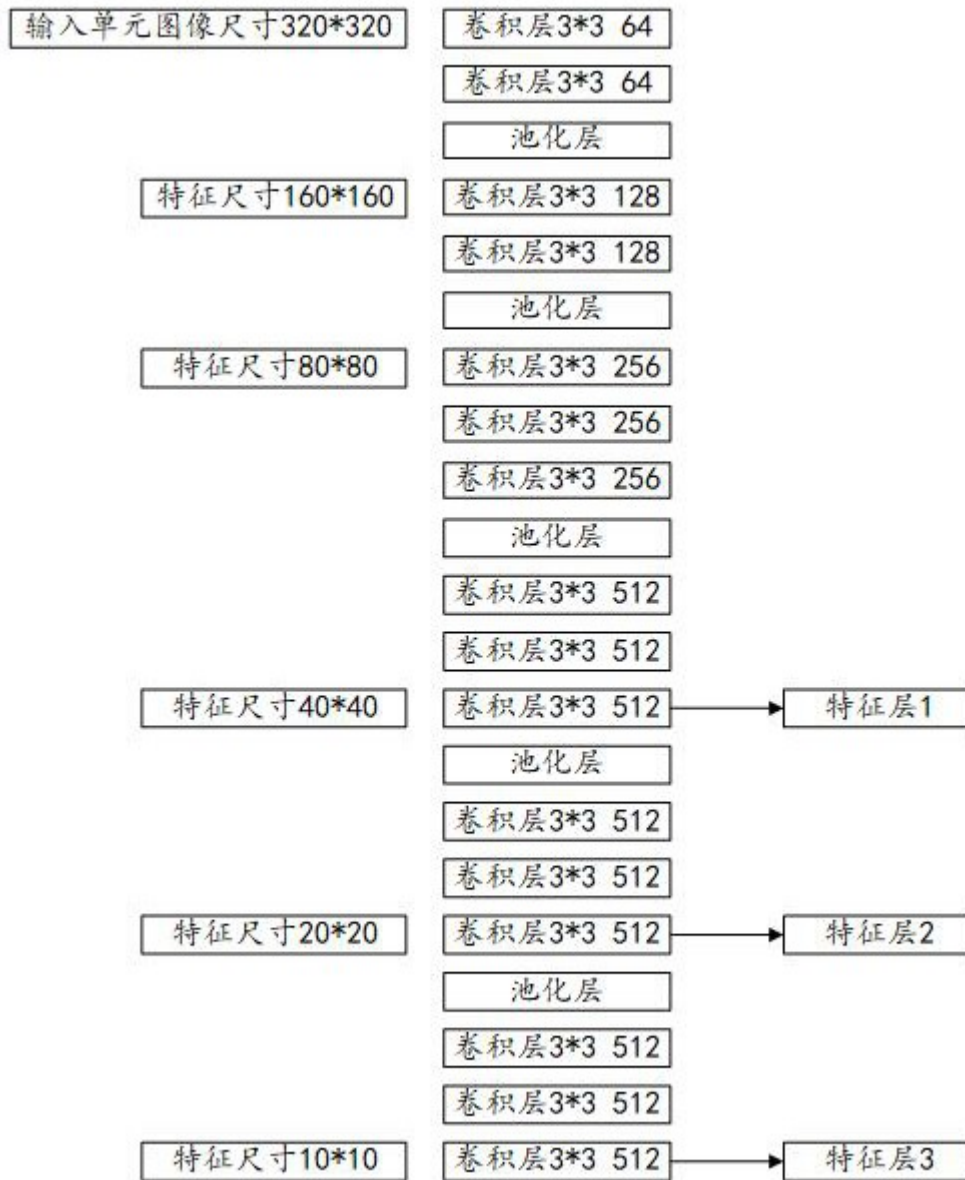 输入单元图像尺寸320*320 卷积层3*3 64
卷积层3*3 64
池化层
特征尺寸160*160 卷积层3*3 128
卷积层3*3 128
池化层
特征尺寸80*80 卷积层3*3 256
卷积层3*3 256
卷积层3*3 256
池化层
卷积层3*3 512
卷积层3*3 512
特征尺寸40*40 卷积层3*3 512 特征层1
池化层
卷积层3*3 512
卷积层3*3 512
特征尺寸20*20 卷积层3*3 512 特征层2
池化层
卷积层3*3 512
卷积层3*3 512
特征尺寸10*10 卷积层3*3 512 特征层3